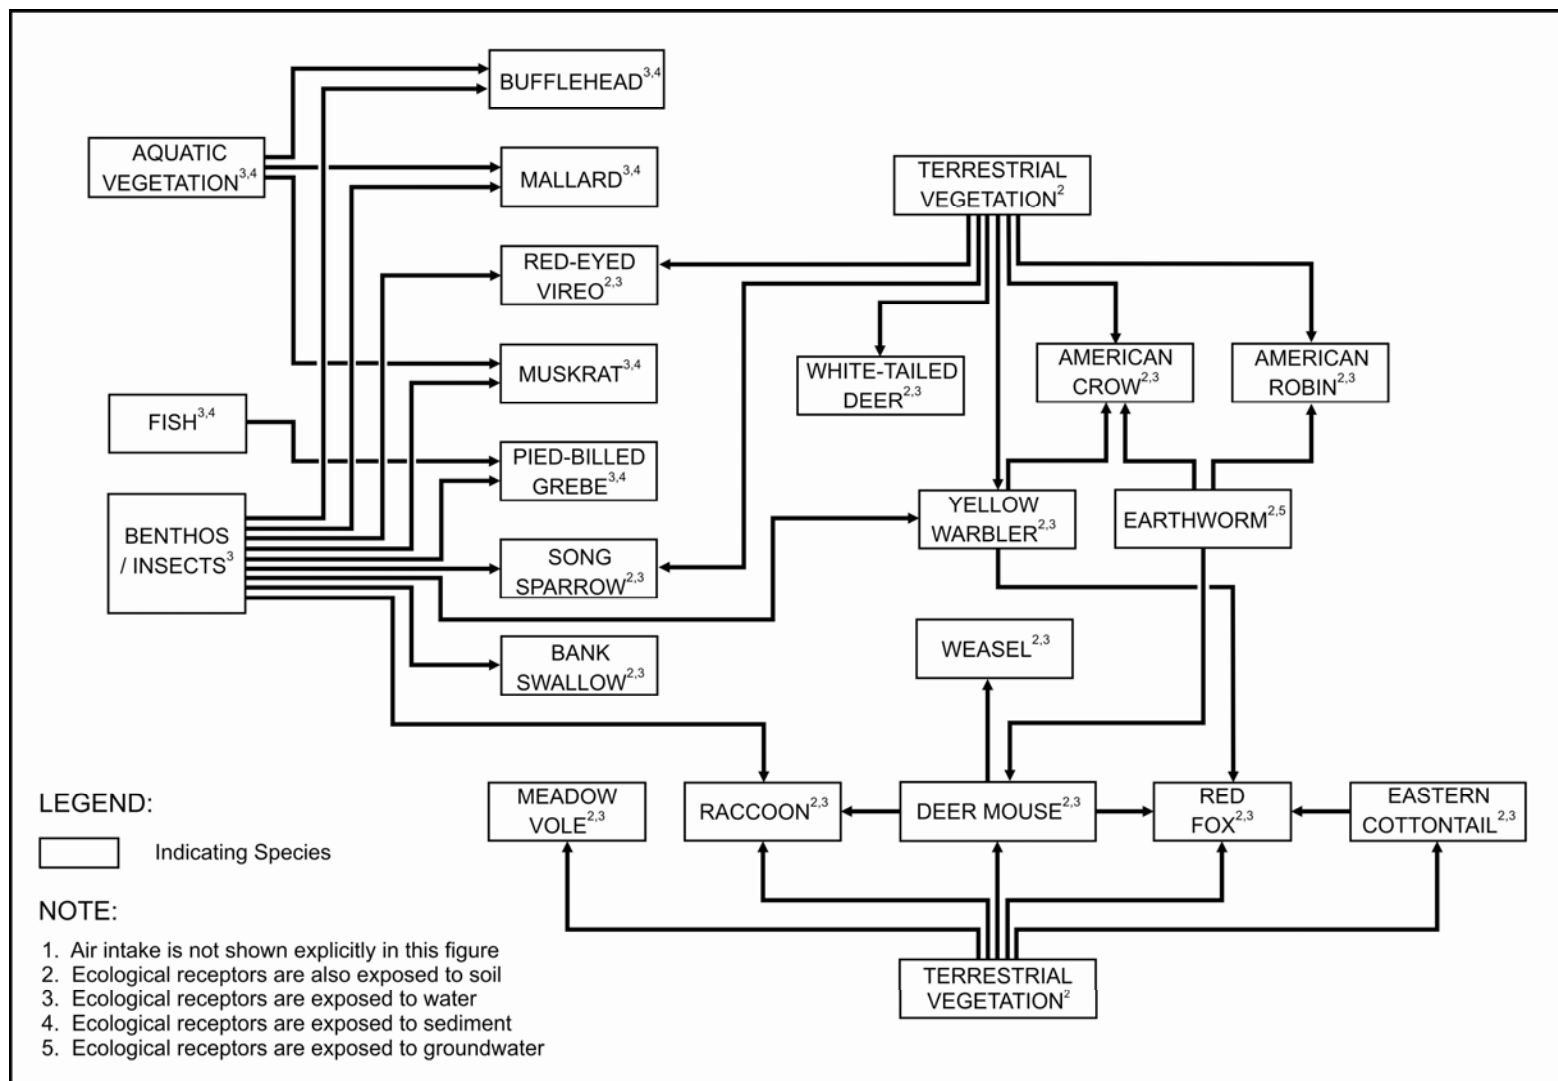 BUFFLEHEAD3,4
AQUATIC
VEGETATION3,4
MALLARD3,4
TERRESTRIAL
VEGETATION2
RED-EYED
VIREO2,3
MUSKRAT3,4
WHITE-TAILED
DEER2,3
AMERICAN
CROW2,3
AMERICAN
ROBIN2,3
FISH3,4
PIED-BILLED
GREBE3,4
BENTHOS
/ INSECTS3
YELLOW
WARBLER2,3
EARTHWORM2,5
SONG
SPARROW2,3
BANK
SWALLOW2,3
WEASEL2,3
MEADOW
VOLE2,3
RACCOON2,3
DEER MOUSE2,3
RED
FOX2,3
EASTERN
COTTONTAIL2,3
TERRESTRIAL
VEGETATION2
LEGEND:
Indicating Species
NOTE:
1. Air intake is not shown explicitly in this figure
2. Ecological receptors are also exposed to soil
3. Ecological receptors are exposed to water
4. Ecological receptors are exposed to sediment
5. Ecological receptors are exposed to groundwater